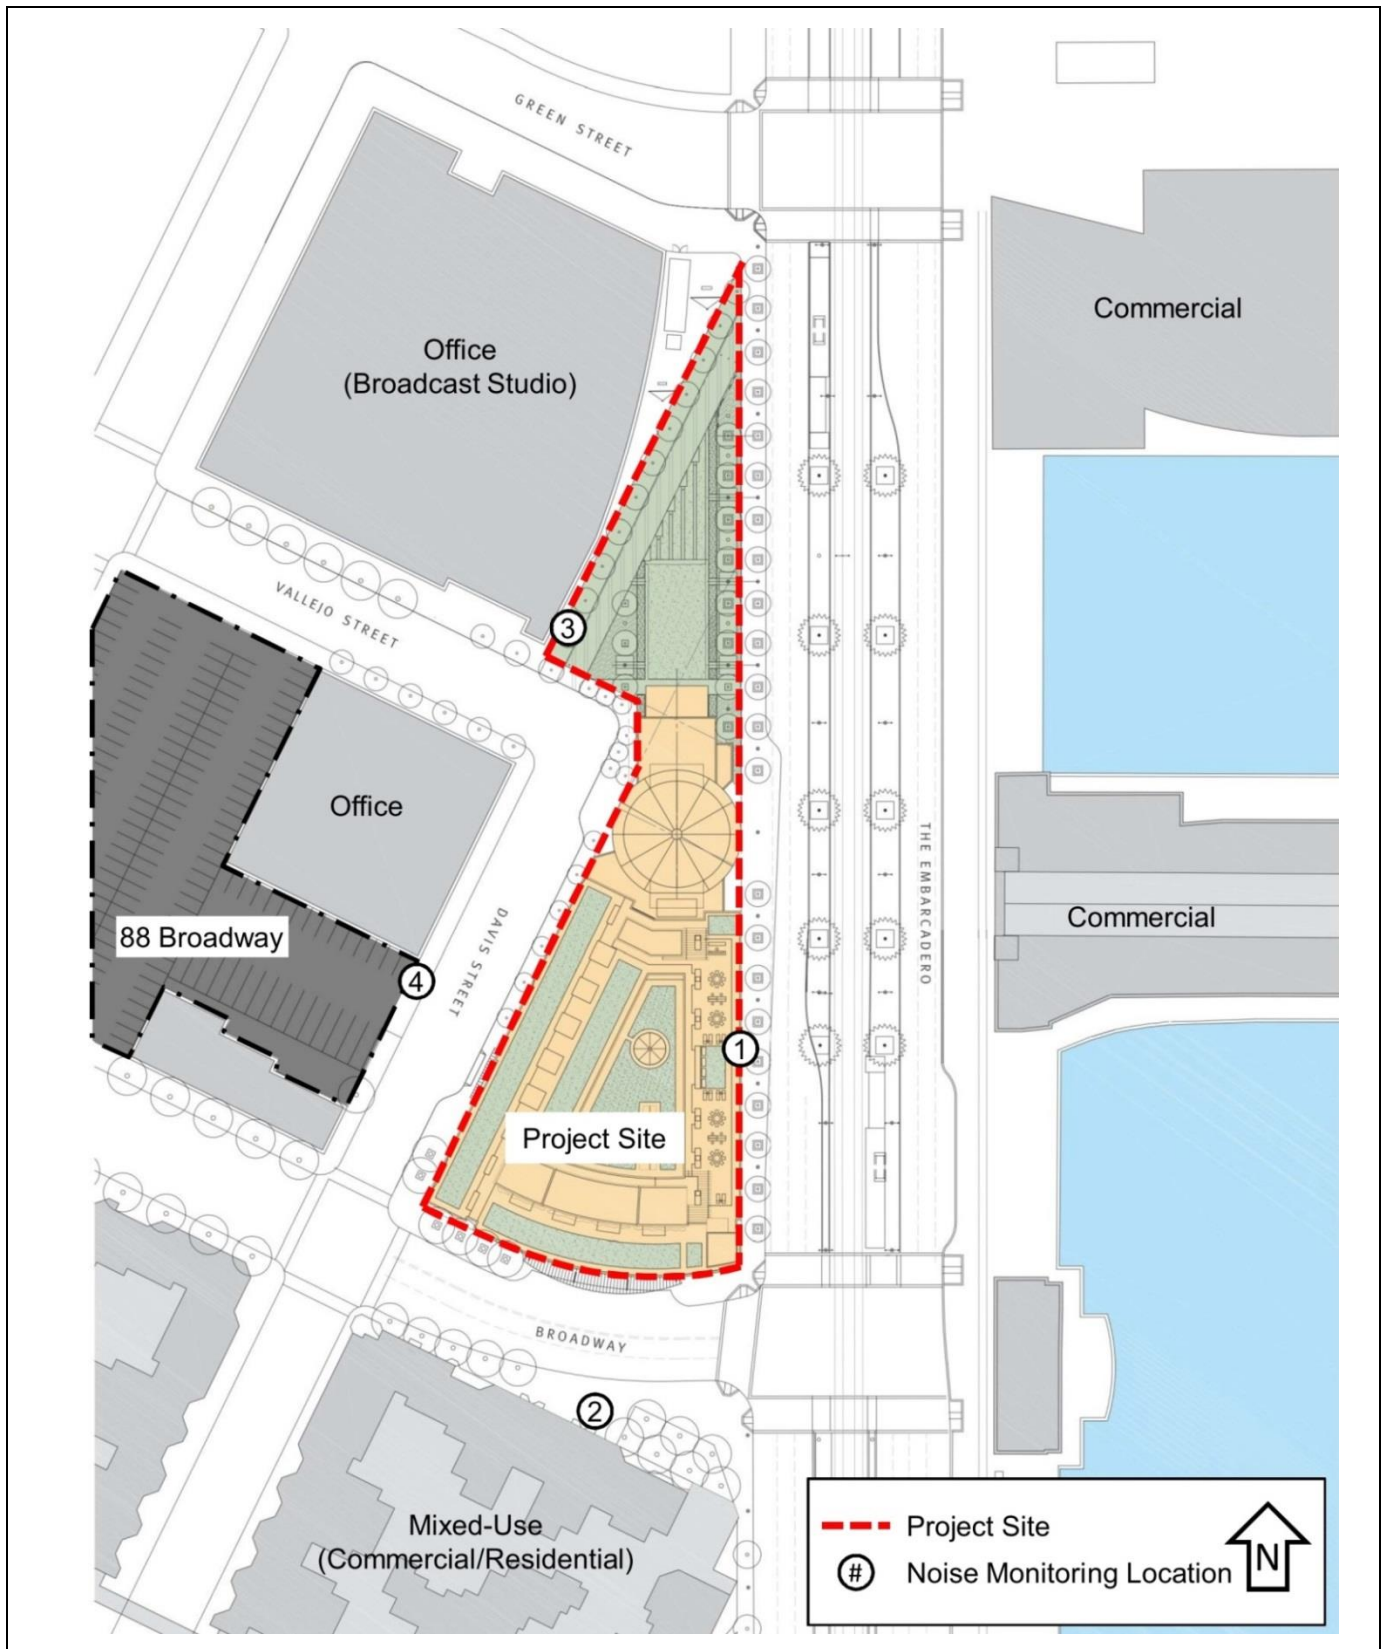 GREEN STREET
Commercial
Office
(Broadcast Studio)
3
VALLEJO STREET
Office
THE EMBARCADERO
Commercial
88 Broadway
DAVIS STREET
4
1
Project Site
BROADWAY
2
Mixed-Use
(Commercial/Residential)
Project Site
# Noise Monitoring Location
N